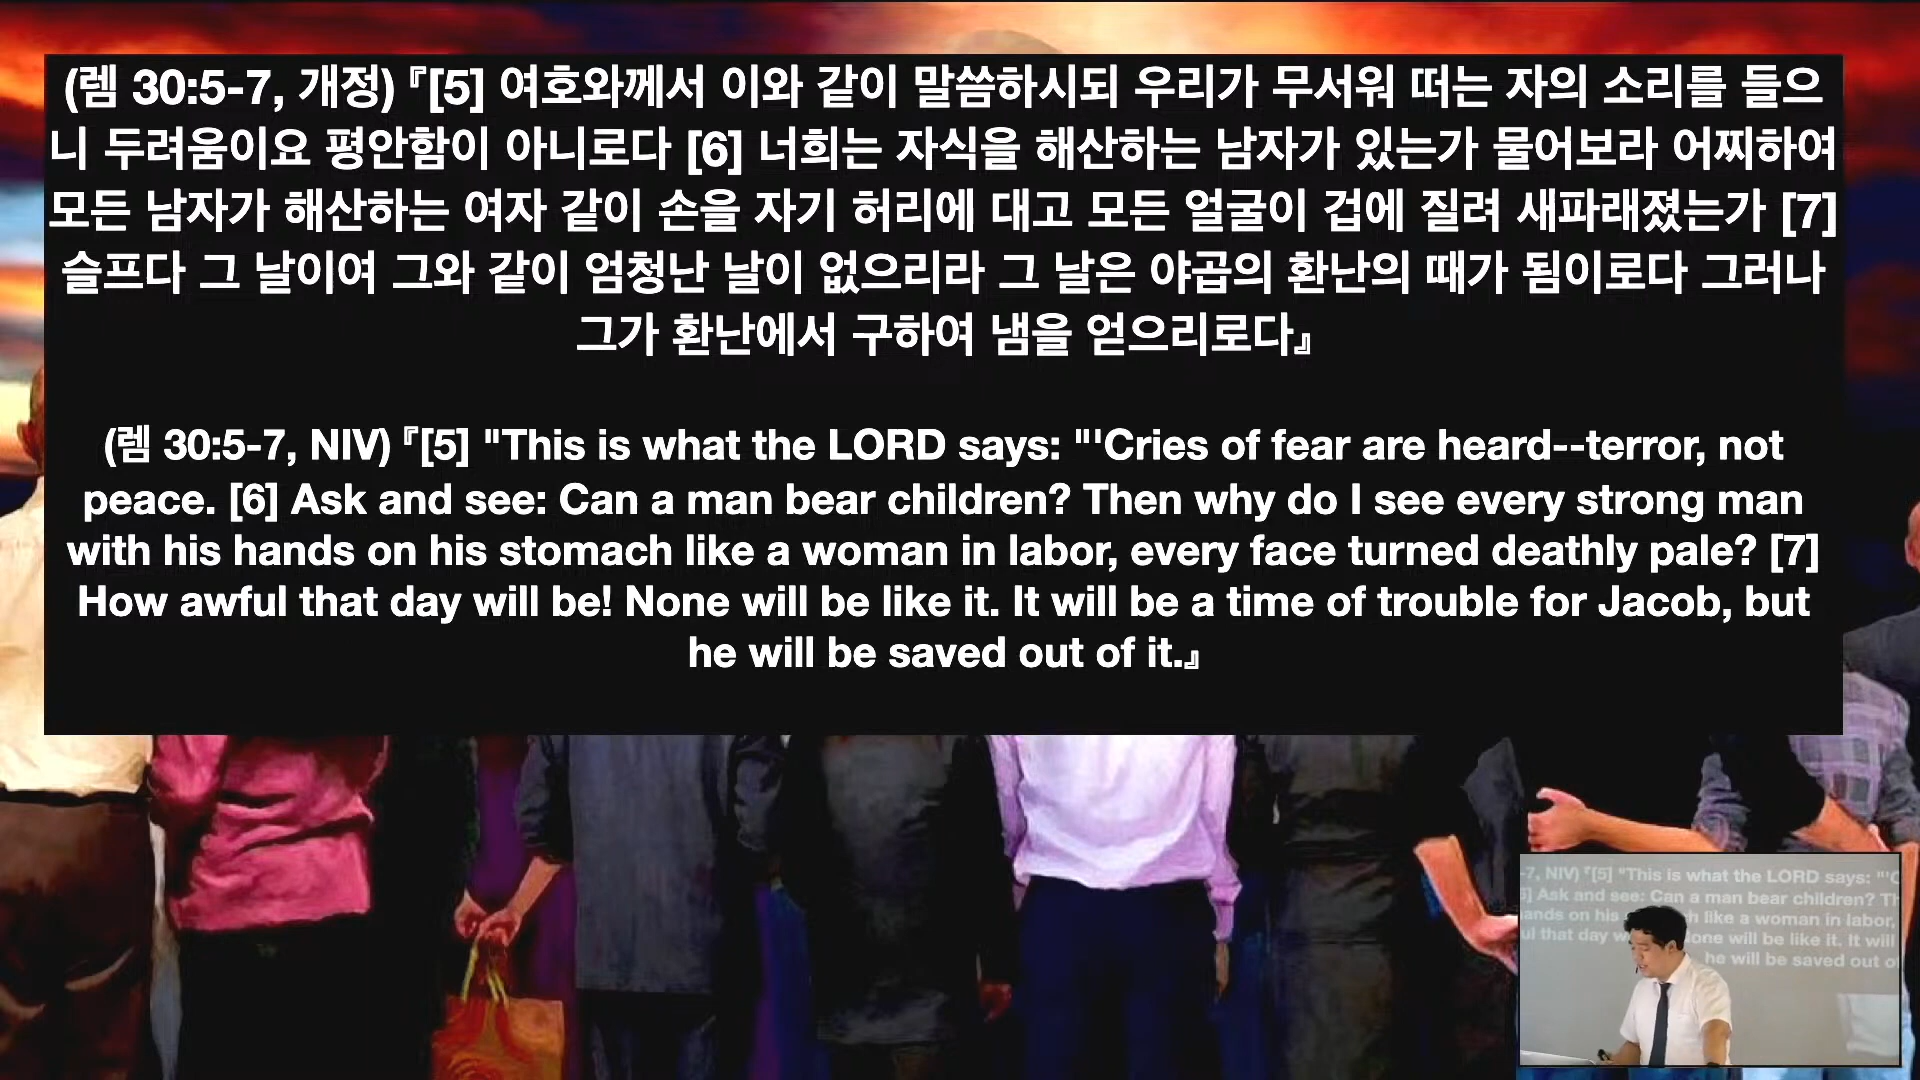 (렘 30:5-7, 개정)『[5] 여호와께서 이와 같이 말씀하시되 우리가 무서워 떠는 자의 소리를 들으
니 두려움이요 평안함이 아니로다 [6] 너희는 자식을 해산하는 남자가 있는가 물어보라 어찌하여
모든 남자가 해산하는 여자 같이 손을 자기 허리에 대고 모든 얼굴이 겁에 질려 새파래졌는가 [7]
슬프다 그 날이여 그와 같이 엄청난 날이 없으리라 그 날은 야곱의 환난의 때가 됨이로다 그러나
그가 환난에서 구하여 냄을 얻으리로다』
(렘 30:5-7, NIV)『[5] "This is what the LORD says: "'Cries of fear are heard--terror, not
peace. [6] Ask and see: Can a man bear children? Then why do I see every strong man
with his hands on his stomach like a woman in labor, every face turned deathly pale? [7]
How awful that day will be! None will be like it. It will be a time of trouble for Jacob, but
he will be saved out of it.』
-7, NIV)『[5] "This is what the LORD says: "'C
] Ask and see: Can a man bear children? Th
ands on his like a woman in labor,
ul that day will be like it. It will
he will be saved out of